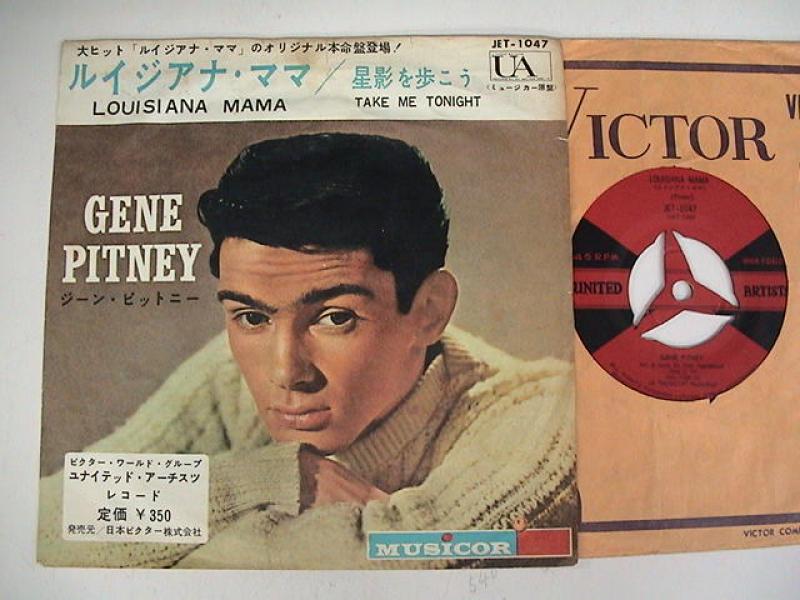 大ヒット「ルイジアナ・ママ」のオリジナル本命盤登場!
JET-1047
UA
ルイジアナ・ママ／星影を歩こう
〈ミュージカー原盤〉
LOUISIANA MAMA
TAKE ME TONIGHT
GENE
PITNEY
ジーン・ピットニー
ビクター・ワールド・グループ
ユナイテッド・アーチスツ
レコード
定価 ￥350
発売元／日本ビクター株式会社
MUSICOR
VICTOR
LOUISIANA MAMA
JET-1047
45 RPM
UNITED
ARTISTS
GENE PITNEY
VICTOR COMP
540